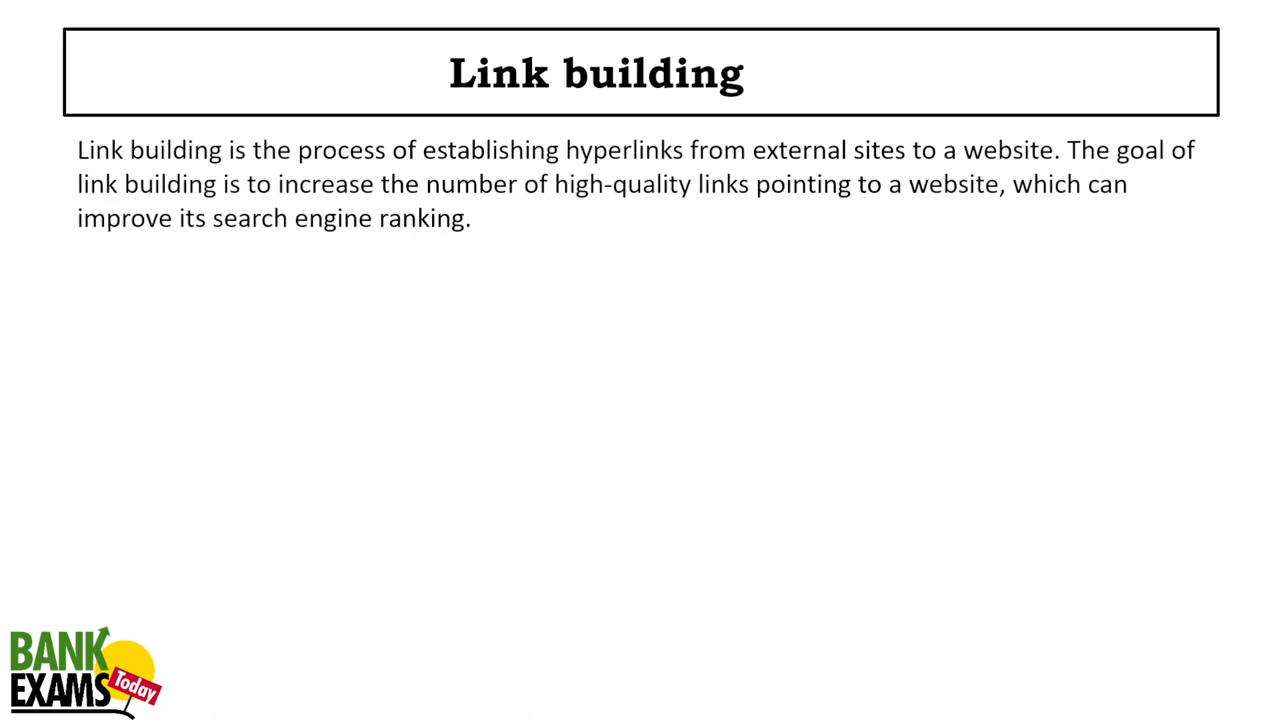 Link building
Link building is the process of establishing hyperlinks from external sites to a website. The goal of
link building is to increase the number of high-quality links pointing to a website, which can
improve its search engine ranking.
BANK
EXAMS
Today